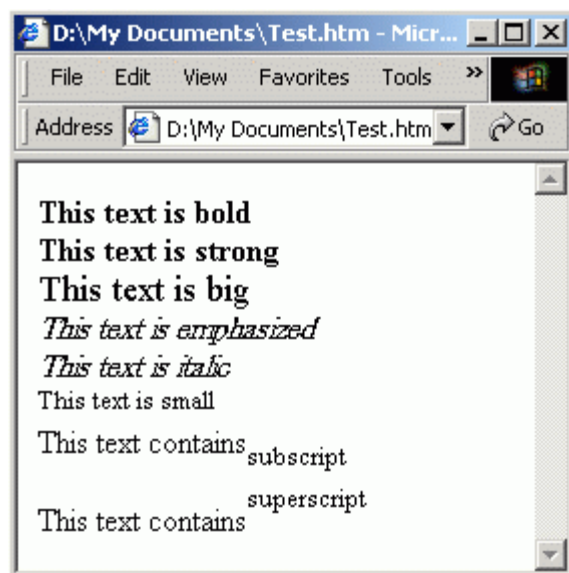 D:\My Documents\Test.htm - Micr...
File Edit View Favorites Tools »
Address D:\My Documents\Test.htm Go
This text is bold
This text is strong
This text is big
This text is emphasized
This text is italic
This text is small
This text contains subscript
This text contains superscript